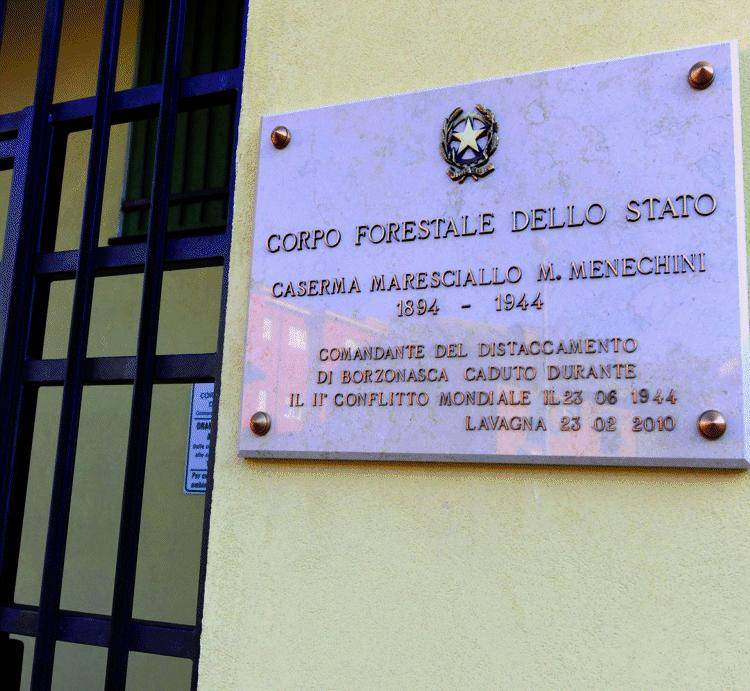 CORPO FORESTALE DELLO STATO
CASERMA MARESCIALLO M. MENECHINI
1894 - 1944
COMANDANTE DEL DISTACCAMENTO
DI BORZONASCA CADUTO DURANTE
IL II° CONFLITTO MONDIALE IL 23 06 1944
LAVAGNA 23 02 2010